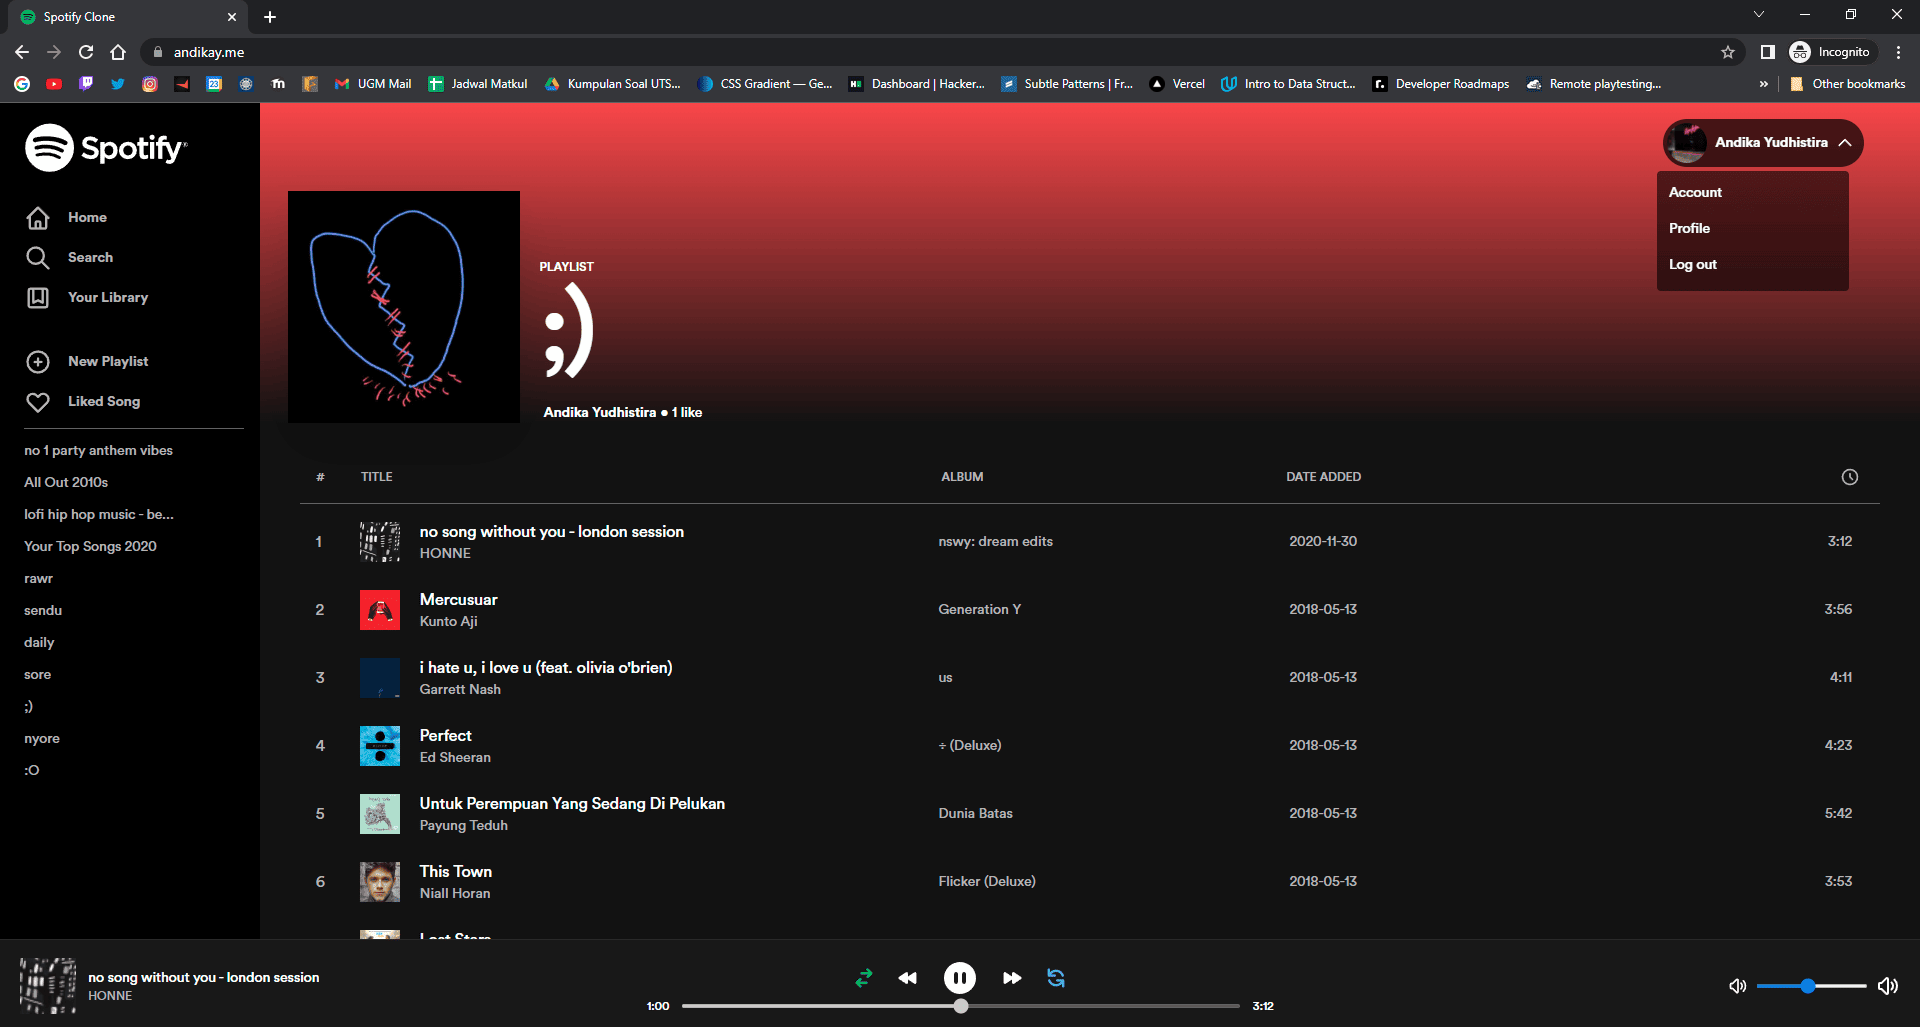 Spotify Clone
andikay.me
Incognito
UGM Mail
Jadwal Matkul
Kumpulan Soal UTS...
CSS Gradient — Ge...
Dashboard | Hacker...
Subtle Patterns | Fr...
Vercel
Intro to Data Struct...
Developer Roadmaps
Remote playtesting...
»
Other bookmarks
Spotify
Home
Search
Your Library
New Playlist
Liked Song
no 1 party anthem vibes
All Out 2010s
lofi hip hop music - be...
Your Top Songs 2020
rawr
sendu
daily
sore
;)
nyore
:O
Andika Yudhistira
Account
Profile
Log out
PLAYLIST
;)
Andika Yudhistira • 1 like
# TITLE ALBUM DATE ADDED
1 no song without you - london session nswy: dream edits 2020-11-30 3:12
HONNE
2 Mercusuar Generation Y 2018-05-13 3:56
Kunto Aji
3 i hate u, i love u (feat. olivia o'brien) us 2018-05-13 4:11
Garrett Nash
4 Perfect ÷ (Deluxe) 2018-05-13 4:23
Ed Sheeran
5 Untuk Perempuan Yang Sedang Di Pelukan Dunia Batas 2018-05-13 5:42
Payung Teduh
6 This Town Flicker (Deluxe) 2018-05-13 3:53
Niall Horan
Lost Stars
no song without you - london session
HONNE
1:00
3:12